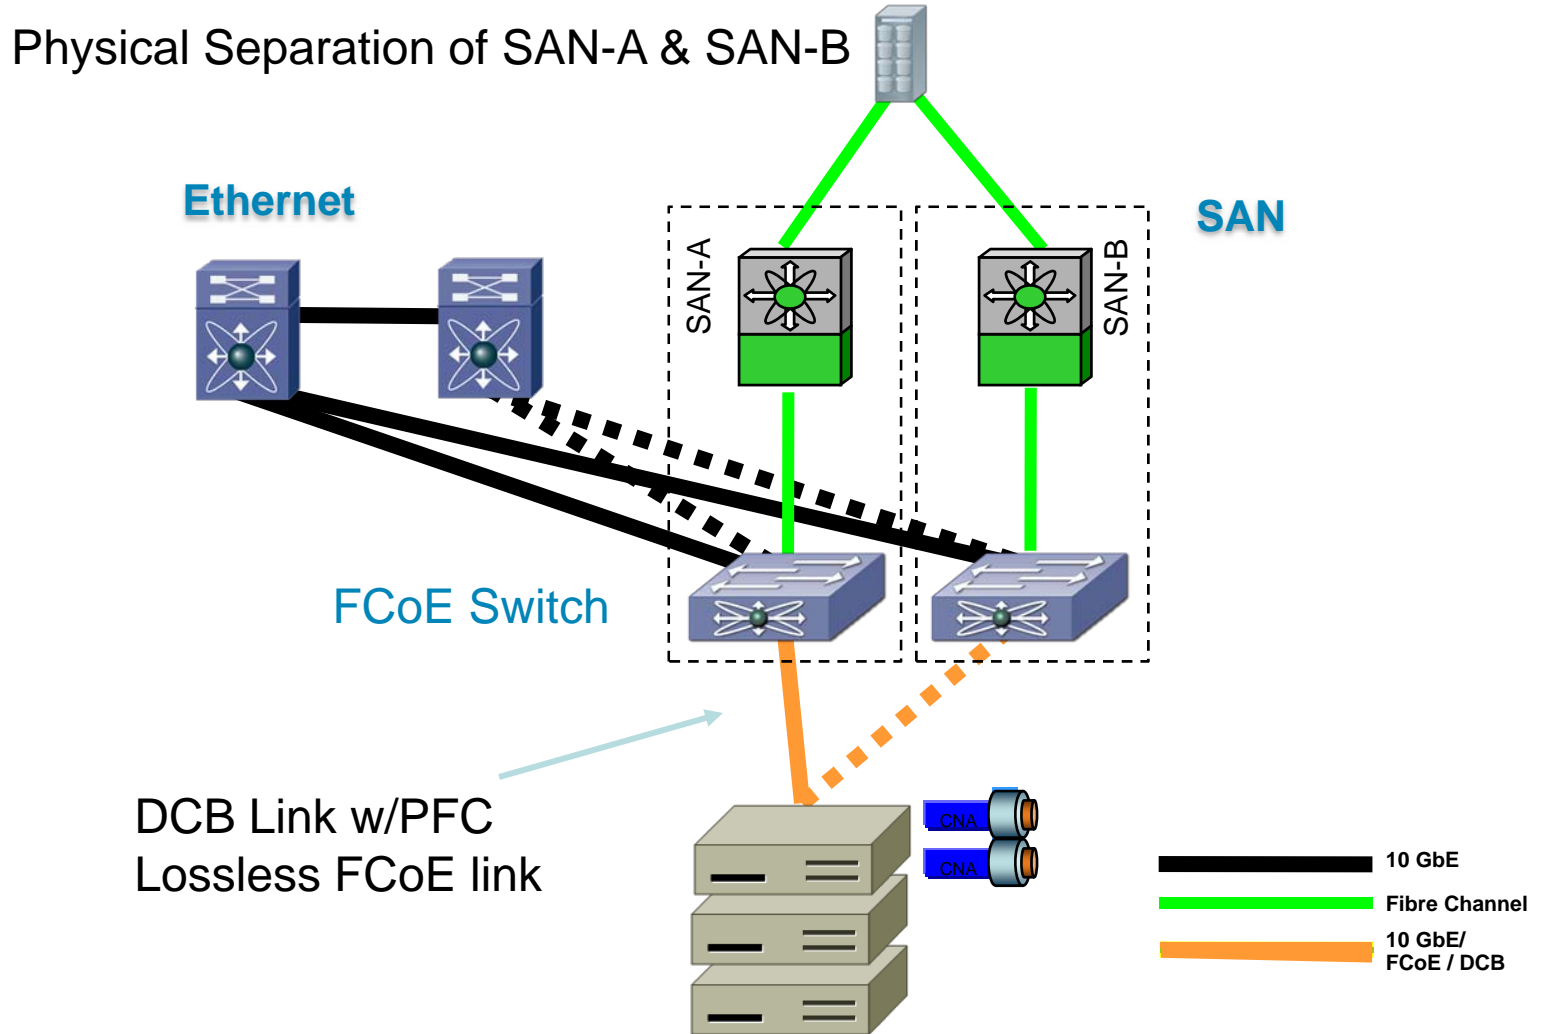 Physical Separation of SAN-A & SAN-B
Ethernet
SAN
SAN-A
SAN-B
FCoE Switch
DCB Link w/PFC
Lossless FCoE link
CNA
CNA
10 GbE
Fibre Channel
10 GbE/
FCoE / DCB